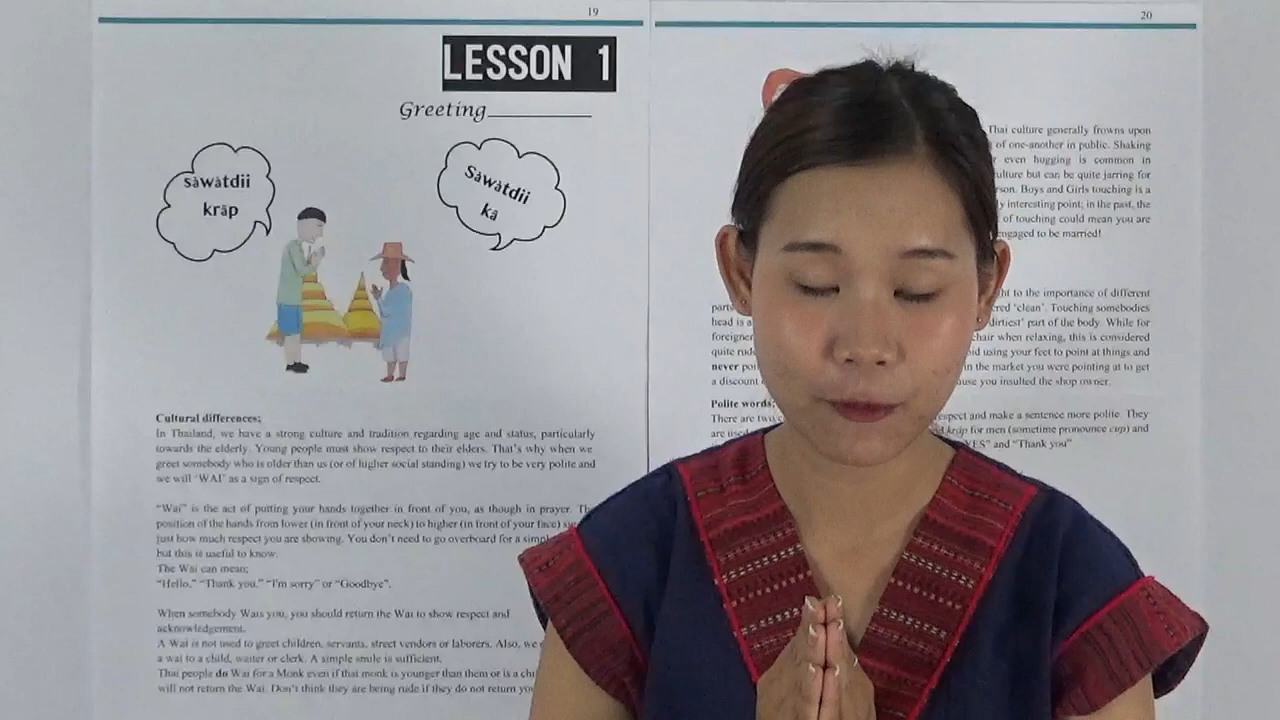 19
LESSON 1
Greeting
sàwàtdii
krāp
Sàwàtdii
kâ
Cultural differences;
In Thailand, we have a strong culture and tradition regarding age and status, particularly
towards the elderly. Young people must show respect to their elders. That's why when we
greet somebody who is older than us (or of higher social standing) we try to be very polite and
we will "WAI" as a sign of respect.
"Wai" is the act of putting your hands together in front of you, as though in prayer. The
position of the hands from lower (in front of your neck) to higher (in front of your face)
just how much respect you are showing. You don't need to go overboard for a
but this is useful to know.
The Wai can mean;
"Hello," "Thank you," "I'm sorry" or "Goodbye".
When somebody Wais you, you should return the Wai to show respect and
acknowledgement.
A Wai is not used to greet children, servants, street vendors or laborers. Also, we
a wai to a child, waiter or clerk. A simple smile is sufficient.
Thai people do Wai for a Monk even if that monk is younger than them or is a
will not return the Wai. Don't think they are being rude if they do not return
20
Thai culture generally frowns upon
of one-another in public. Shaking
even hugging is common in
but can be quite jarring for
Boys and Girls touching is a
interesting point; in the past, the
of touching could mean you are
engaged to be married!
to the importance of different
'clean'. Touching somebodies
head is a
part of the body. While for
foreigner
when relaxing, this is considered
quite
using your feet to point at things and
never
in the market you were pointing at to get
a discount
you insulted the shop owner.
Polite words;
There are two
and make a sentence more polite. They
are
krāp for men (sometime pronounce cup) and
"YES" and "Thank you"